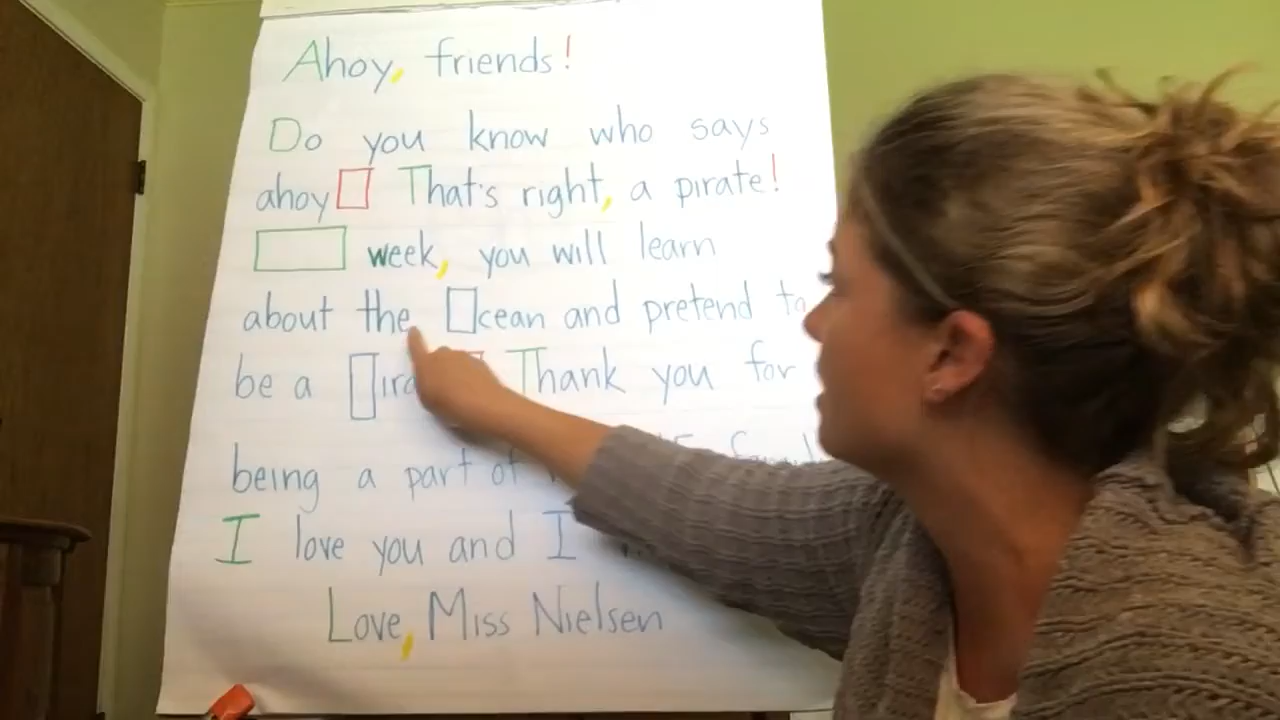 Ahoy, friends!
Do you know who says
ahoy□ That's right, a pirate!
week, you will learn
about the □cean and pretend to
be a □ira Thank you for
being a part of
I love you and I
Love, Miss Nielsen